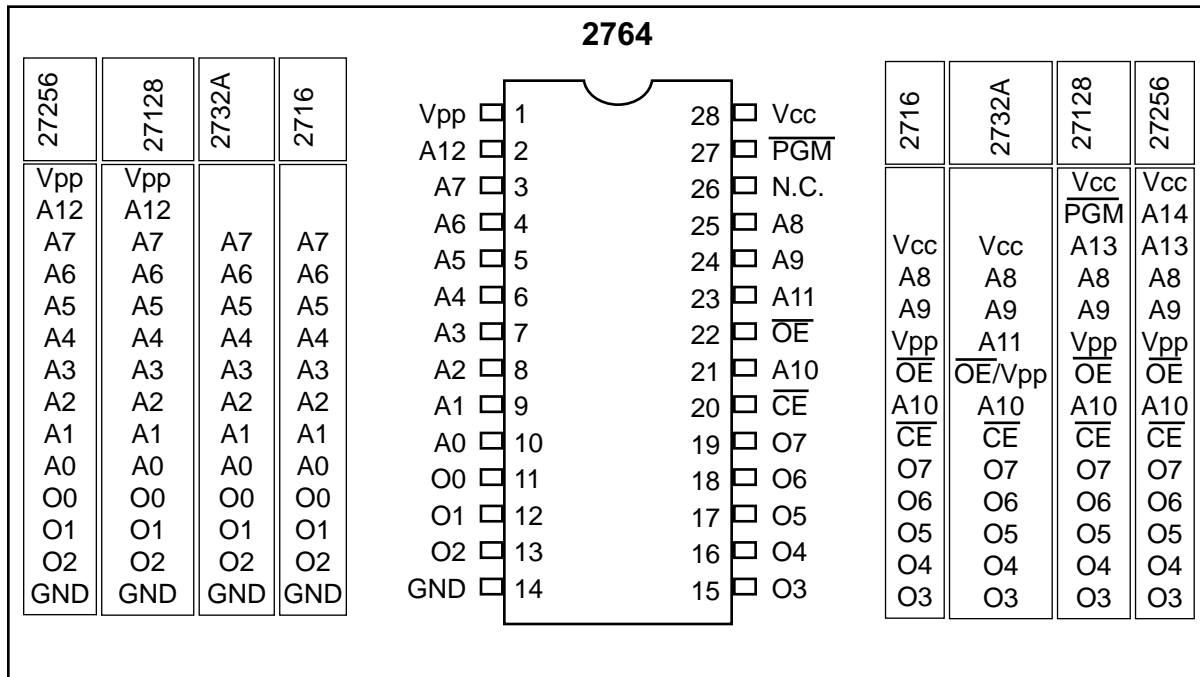 2764
27256 27128 2732A 2716
Vpp Vpp
A12 A12
A7 A7 A7 A7
A6 A6 A6 A6
A5 A5 A5 A5
A4 A4 A4 A4
A3 A3 A3 A3
A2 A2 A2 A2
A1 A1 A1 A1
A0 A0 A0 A0
O0 O0 O0 O0
O1 O1 O1 O1
O2 O2 O2 O2
GND GND GND GND
Vpp 1 28 Vcc
A12 2 27 PGM
A7 3 26 N.C.
A6 4 25 A8
A5 5 24 A9
A4 6 23 A11
A3 7 22 OE
A2 8 21 A10
A1 9 20 CE
A0 10 19 O7
O0 11 18 O6
O1 12 17 O5
O2 13 16 O4
GND 14 15 O3
2716 2732A 27128 27256
Vcc Vcc
PGM A14
Vcc Vcc A13 A13
A8 A8 A8 A8
A9 A9 A9 A9
Vpp A11 Vpp Vpp
OE OE/Vpp OE OE
A10 A10 A10 A10
CE CE CE CE
O7 O7 O7 O7
O6 O6 O6 O6
O5 O5 O5 O5
O4 O4 O4 O4
O3 O3 O3 O3